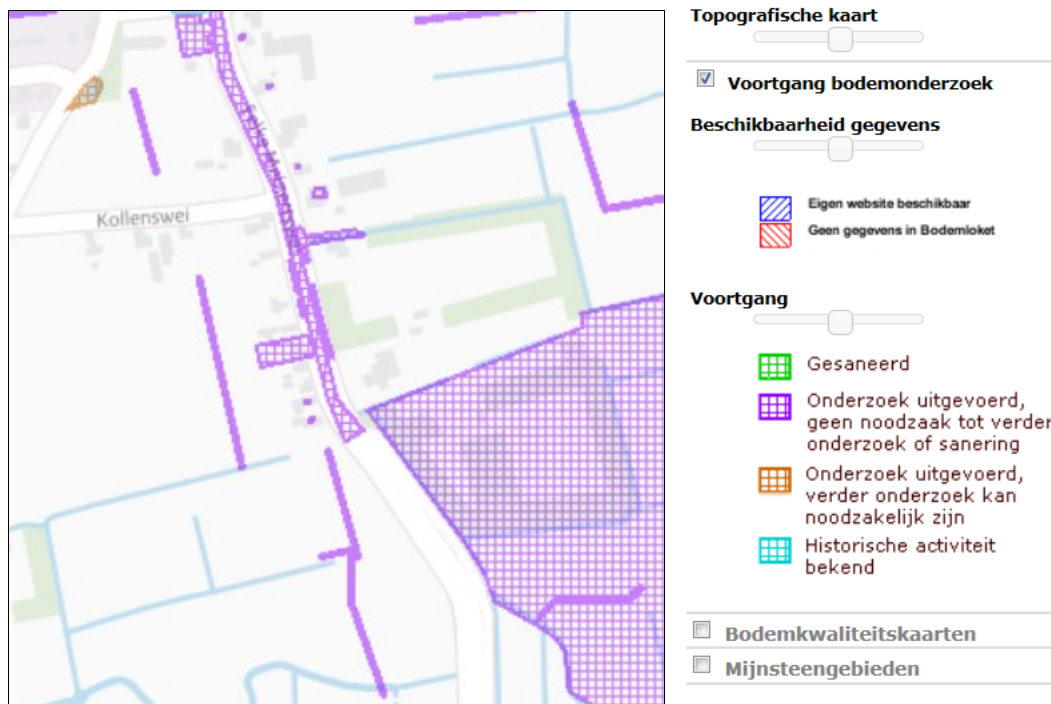 Topografische kaart
Voortgang bodemonderzoek
Beschikbaarheid gegevens
Eigen website beschikbaar
Geen gegevens in Bodemloket
Voortgang
Gesaneerd
Onderzoek uitgevoerd,
geen noodzaak tot verder
onderzoek of sanering
Onderzoek uitgevoerd,
verder onderzoek kan
noodzakelijk zijn
Historische activiteit
bekend
Bodemkwaliteitskaarten
Mijnsteengebieden
Kollenswei